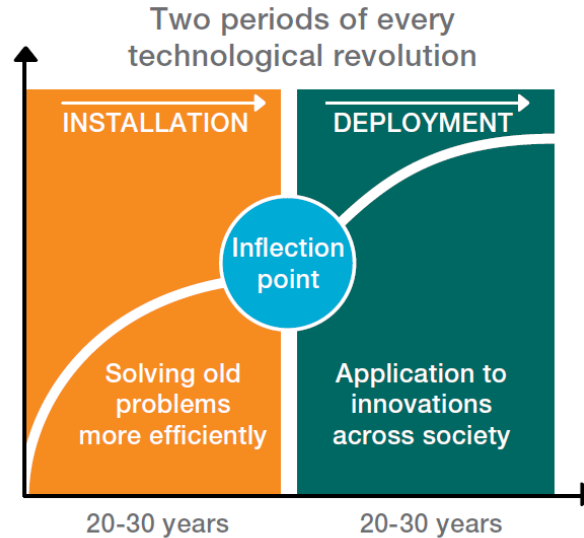 Two periods of every
technological revolution
INSTALLATION
DEPLOYMENT
Inflection
point
Solving old
problems
more efficiently
Application to
innovations
across society
20-30 years
20-30 years